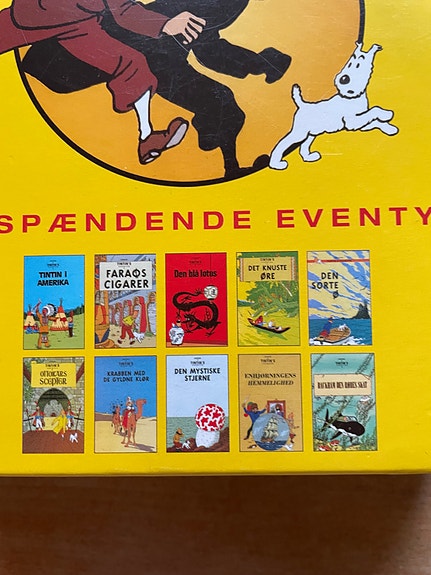 SPÆNDENDE EVENTY
TINTIN I
AMERIKA
FARAOS
CIGARER
Den blå lotus
DET KNUSTE
ØRE
DEN
SORTE
Ø
OTTOKARS
SCEPTER
KRABBEN MED
DE GYLDNE KLØR
DEN MYSTISKE
STJERNE
ENHJØRNINGENS
HEMMELIGHED
RACKHAM DEN RØDES SKAT